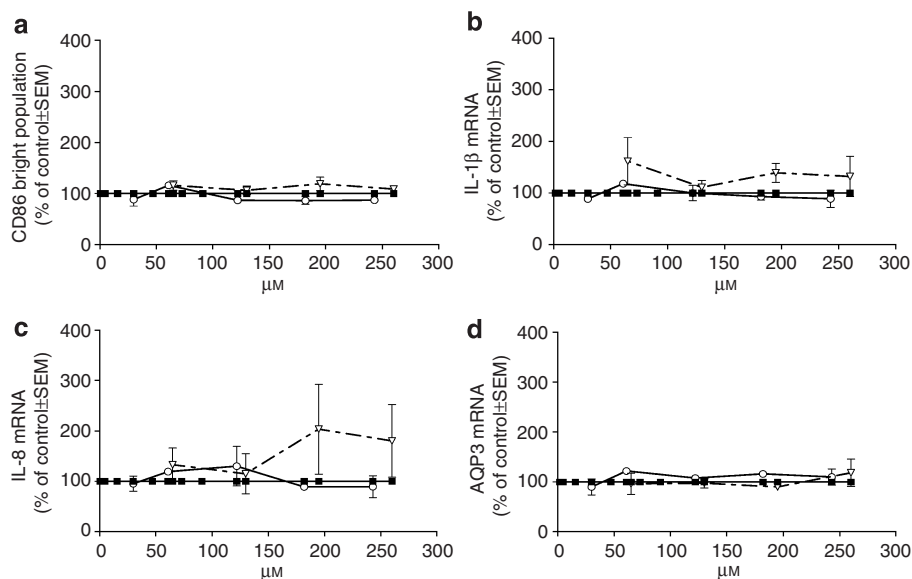 a
CD86 bright population
(% of control±SEM)
400
300
200
100
0
0 50 100 150 200 250 300
μM
b
IL-1β mRNA
(% of control±SEM)
400
300
200
100
0
0 50 100 150 200 250 300
μM
c
IL-8 mRNA
(% of control±SEM)
400
300
200
100
0
0 50 100 150 200 250 300
μM
d
AQP3 mRNA
(% of control±SEM)
400
300
200
100
0
0 50 100 150 200 250 300
μM